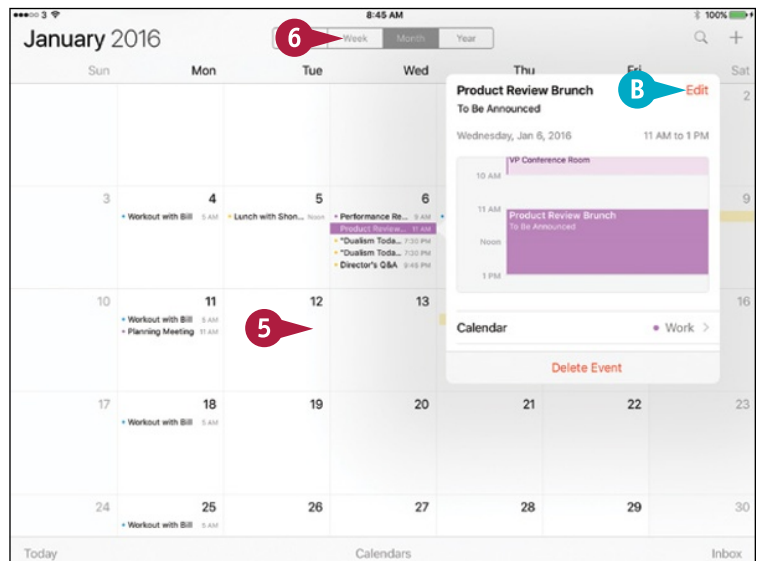 3 8:45 AM 100%
January 2016 6 Week Month Year
Sun Mon Tue Wed Thu Fri Sat
Product Review Brunch B Edit
To Be Announced
2
Wednesday, Jan 6, 2016 11 AM to 1 PM
VP Conference Room
10 AM
3 4 5 6 9
11 AM Product Review Brunch
To Be Announced
Workout with Bill 5 AM Lunch with Shon... Noon Performance Re... 9 AM
Product Review... 11 AM
"Dualism Toda... 7:30 PM
Noon
"Dualism Toda... 7:30 PM
Director's Q&A 9:48 PM
1 PM
10 11 12 13 16
Workout with Bill 5 AM
Planning Meeting 11 AM
5
Calendar Work
Delete Event
17 18 19 20 21 22 23
Workout with Bill 5 AM
24 25 26 27 28 29 30
Workout with Bill 5 AM
Today Calendars Inbox